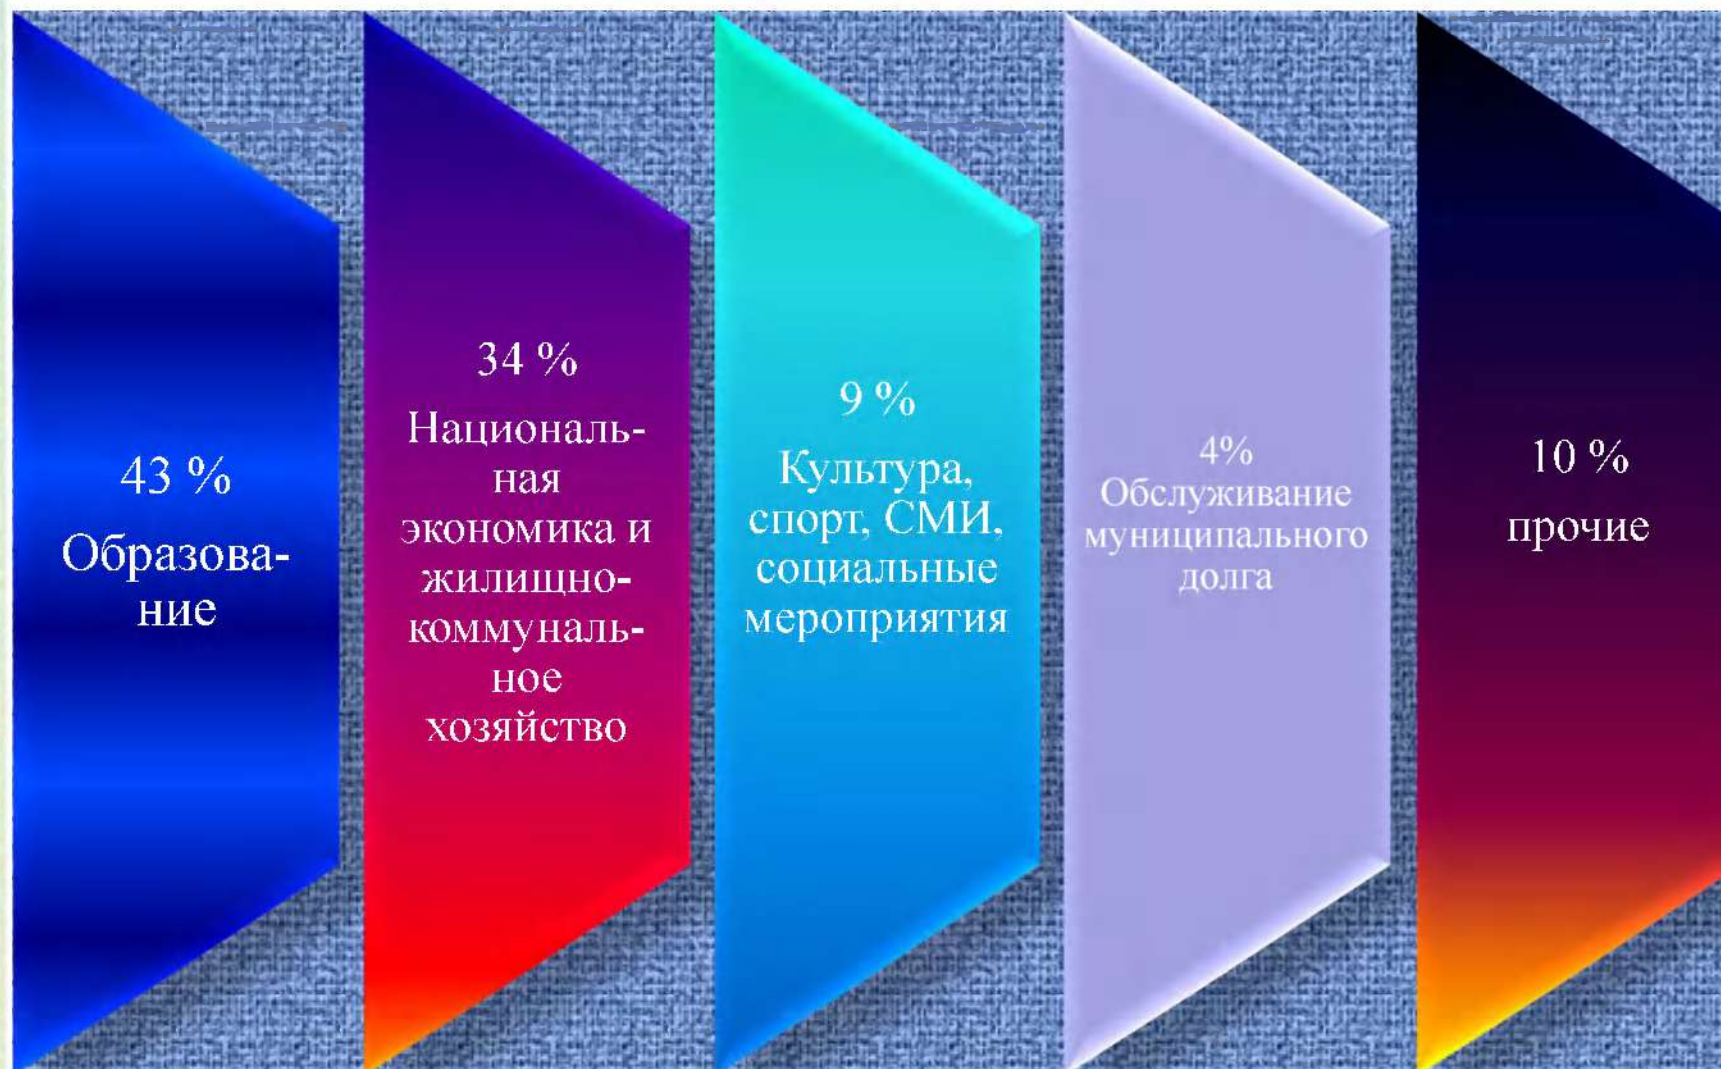 43 %
Образова-
ние
34 %
Националь-
ная
экономика и
жилищно-
коммуналь-
ное
хозяйство
9 %
Культура,
спорт, СМИ,
социальные
мероприятия
4%
Обслуживание
муниципального
долга
10 %
прочие